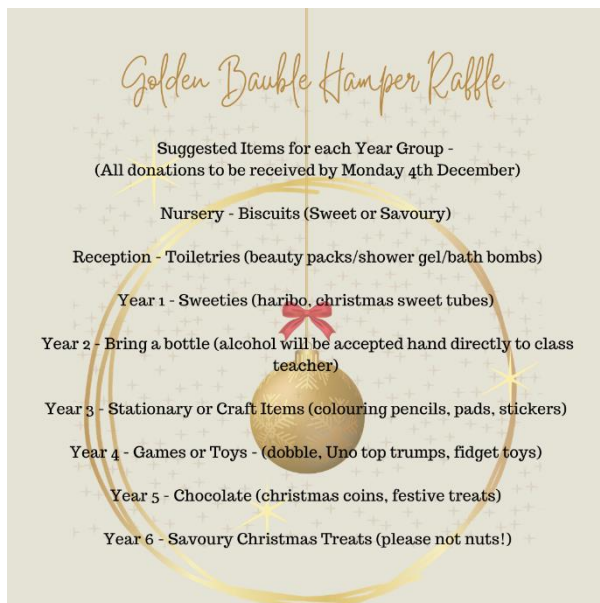 Golden Bauble Hamper Raffle
Suggested Items for each Year Group -
(All donations to be received by Monday 4th December)
Nursery - Biscuits (Sweet or Savoury)
Reception - Toiletries (beauty packs/shower gel/bath bombs)
Year 1 - Sweeties (haribo, christmas sweet tubes)
Year 2 - Bring a bottle (alcohol will be accepted hand directly to class
teacher)
Year 3 - Stationary or Craft Items (colouring pencils, pads, stickers)
Year 4 - Games or Toys - (dobble, Uno top trumps, fidget toys)
Year 5 - Chocolate (christmas coins, festive treats)
Year 6 - Savoury Christmas Treats (please not nuts!)